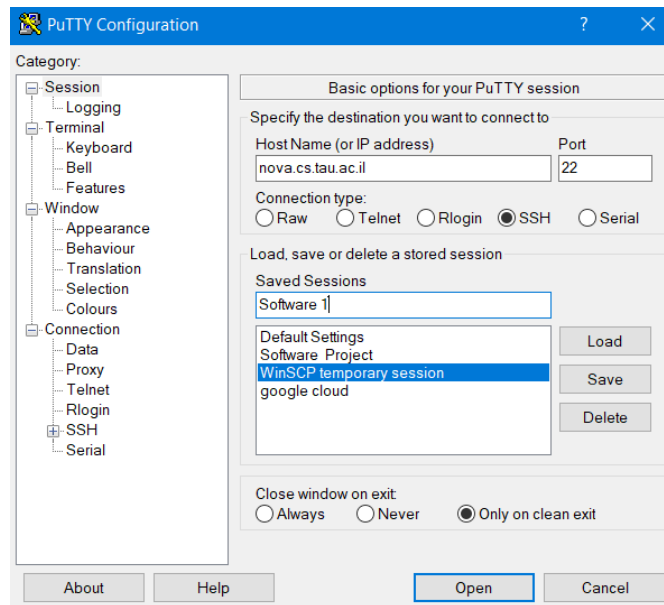 PuTTY Configuration ? ×
Category:
Session
Logging
Terminal
Keyboard
Bell
Features
Window
Appearance
Behaviour
Translation
Selection
Colours
Connection
Data
Proxy
Telnet
Rlogin
SSH
Serial
Basic options for your PuTTY session
Specify the destination you want to connect to
Host Name (or IP address) Port
nova.cs.tau.ac.il 22
Connection type:
Raw Telnet Rlogin SSH Serial
Load, save or delete a stored session
Saved Sessions
Software 1
Default Settings
Software Project
WinSCP temporary session
google cloud
Load
Save
Delete
Close window on exit:
Always Never Only on clean exit
About Help Open Cancel